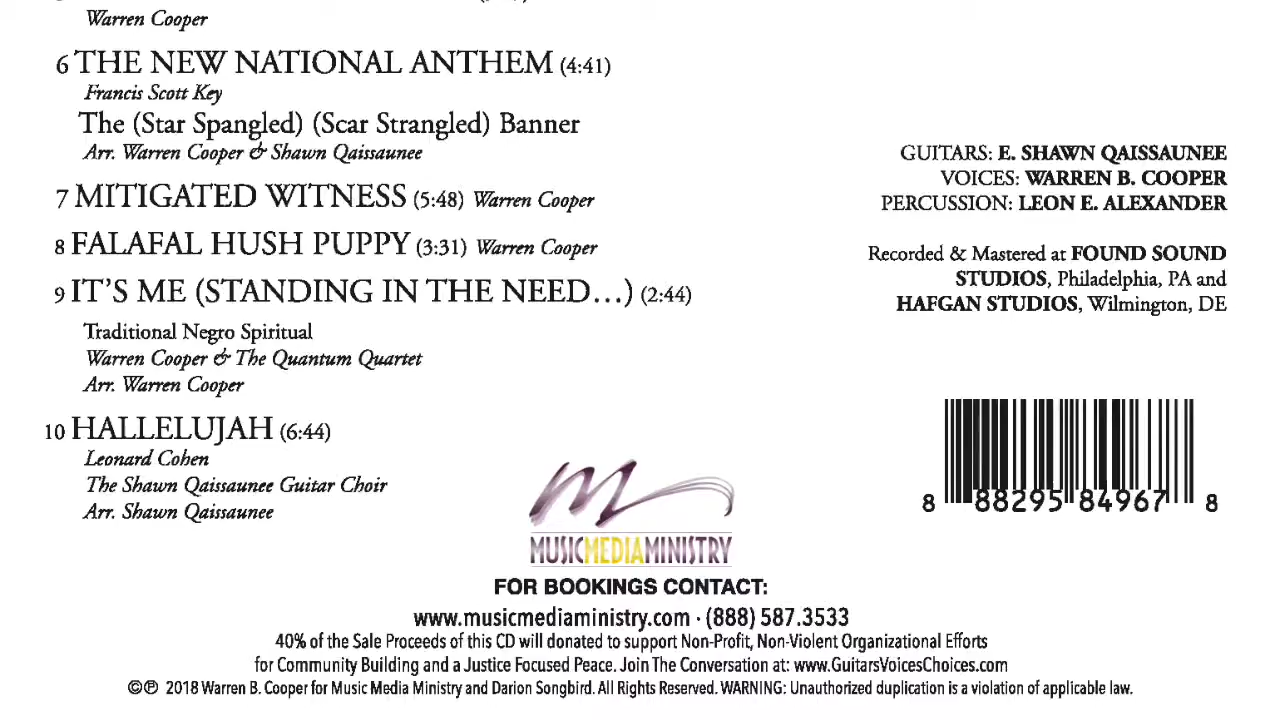 Warren Cooper
6 THE NEW NATIONAL ANTHEM (4:41)
Francis Scott Key
The (Star Spangled) (Scar Strangled) Banner
Arr. Warren Cooper & Shawn Qaissaunee
7 MITIGATED WITNESS (5:48) Warren Cooper
8 FALAFAL HUSH PUPPY (3:31) Warren Cooper
9 IT'S ME (STANDING IN THE NEED…) (2:44)
Traditional Negro Spiritual
Warren Cooper & The Quantum Quartet
Arr. Warren Cooper
10 HALLELUJAH (6:44)
Leonard Cohen
The Shawn Qaissaunee Guitar Choir
Arr. Shawn Qaissaunee
GUITARS: E. SHAWN QAISSAUNEE
VOICES: WARREN B. COOPER
PERCUSSION: LEON E. ALEXANDER
Recorded & Mastered at FOUND SOUND
STUDIOS, Philadelphia, PA and
HAFGAN STUDIOS, Wilmington, DE
8 88295 84967 8
MUSICMEDIAMINISTRY
FOR BOOKINGS CONTACT:
www.musicmediaministry.com · (888) 587.3533
40% of the Sale Proceeds of this CD will donated to support Non-Profit, Non-Violent Organizational Efforts
for Community Building and a Justice Focused Peace. Join The Conversation at: www.GuitarsVoicesChoices.com
©℗ 2018 Warren B. Cooper for Music Media Ministry and Darion Songbird. All Rights Reserved. WARNING: Unauthorized duplication is a violation of applicable law.